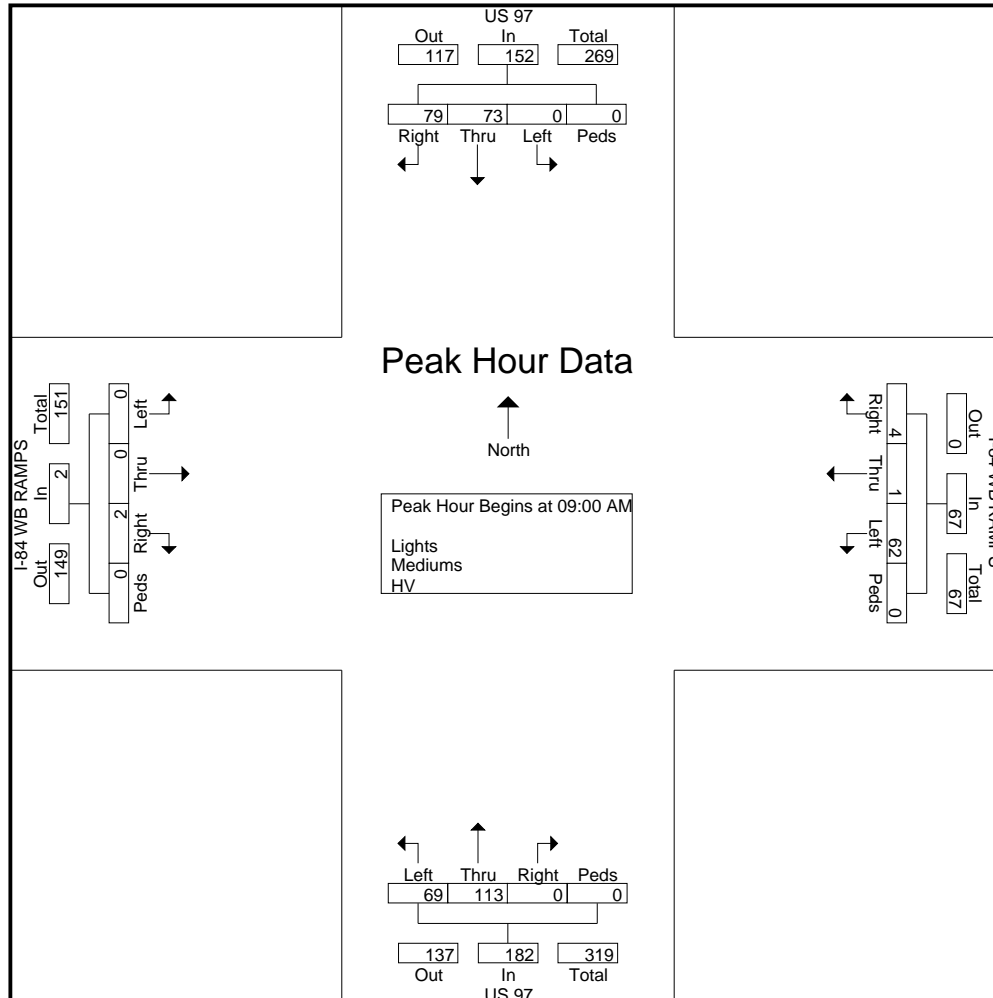 US 97
Out In Total
117 152 269
79 73 0 0
Right Thru Left Peds
Peak Hour Data
North
Peak Hour Begins at 09:00 AM
Lights
Mediums
HV
I-84 WB RAMPS
Total In Out
151 2 149
0 0 2 0
Left Thru Right Peds
Out In Total
0 67 67
4 1 62 0
Right Thru Left Peds
Left Thru Right Peds
69 113 0 0
137 182 319
Out In Total
US 97